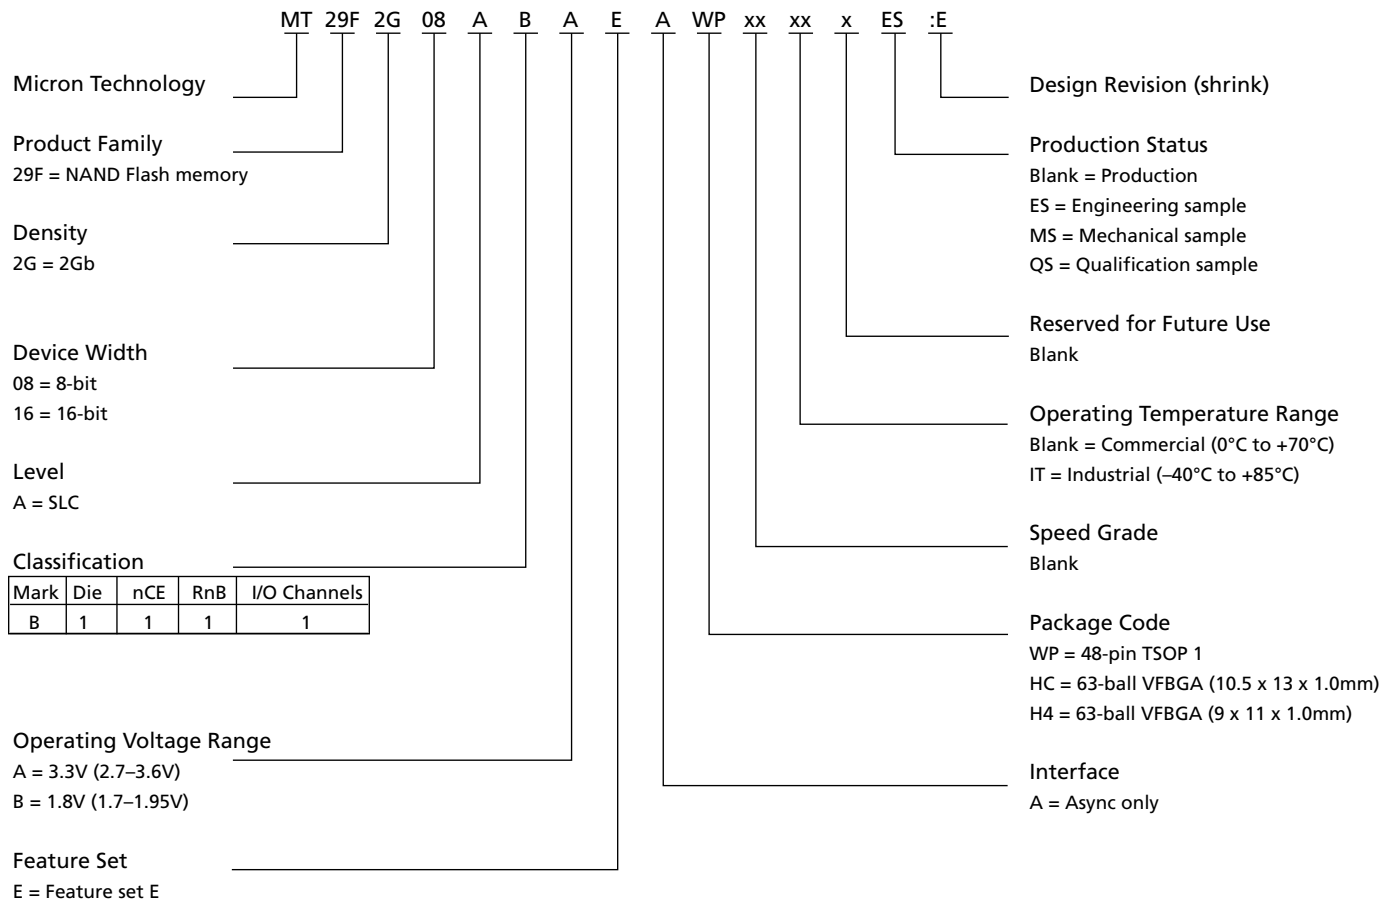 MT 29F 2G 08 A B A E A WP xx xx x ES :E
Micron Technology
Product Family
29F = NAND Flash memory
Density
2G = 2Gb
Device Width
08 = 8-bit
16 = 16-bit
Level
A = SLC
Classification
Mark Die nCE RnB I/O Channels
B 1 1 1 1
Operating Voltage Range
A = 3.3V (2.7–3.6V)
B = 1.8V (1.7–1.95V)
Feature Set
E = Feature set E
Design Revision (shrink)
Production Status
Blank = Production
ES = Engineering sample
MS = Mechanical sample
QS = Qualification sample
Reserved for Future Use
Blank
Operating Temperature Range
Blank = Commercial (0°C to +70°C)
IT = Industrial (–40°C to +85°C)
Speed Grade
Blank
Package Code
WP = 48-pin TSOP 1
HC = 63-ball VFBGA (10.5 x 13 x 1.0mm)
H4 = 63-ball VFBGA (9 x 11 x 1.0mm)
Interface
A = Async only